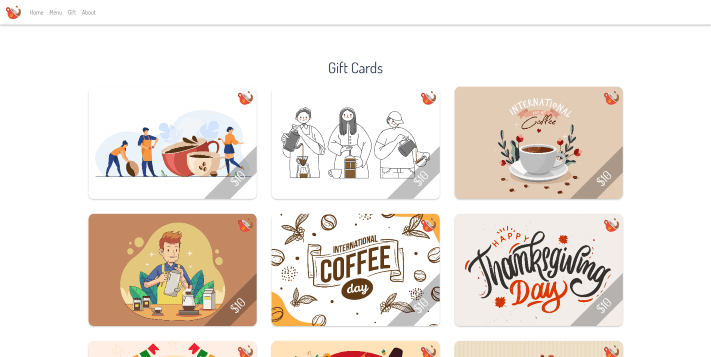 Home Menu Gift About
Gift Cards
$10
$10
INTERNATIONAL
Coffee
$10
$10
INTERNATIONAL
COFFEE
day
$10
HAPPY
Thanksgiving
Day
$10